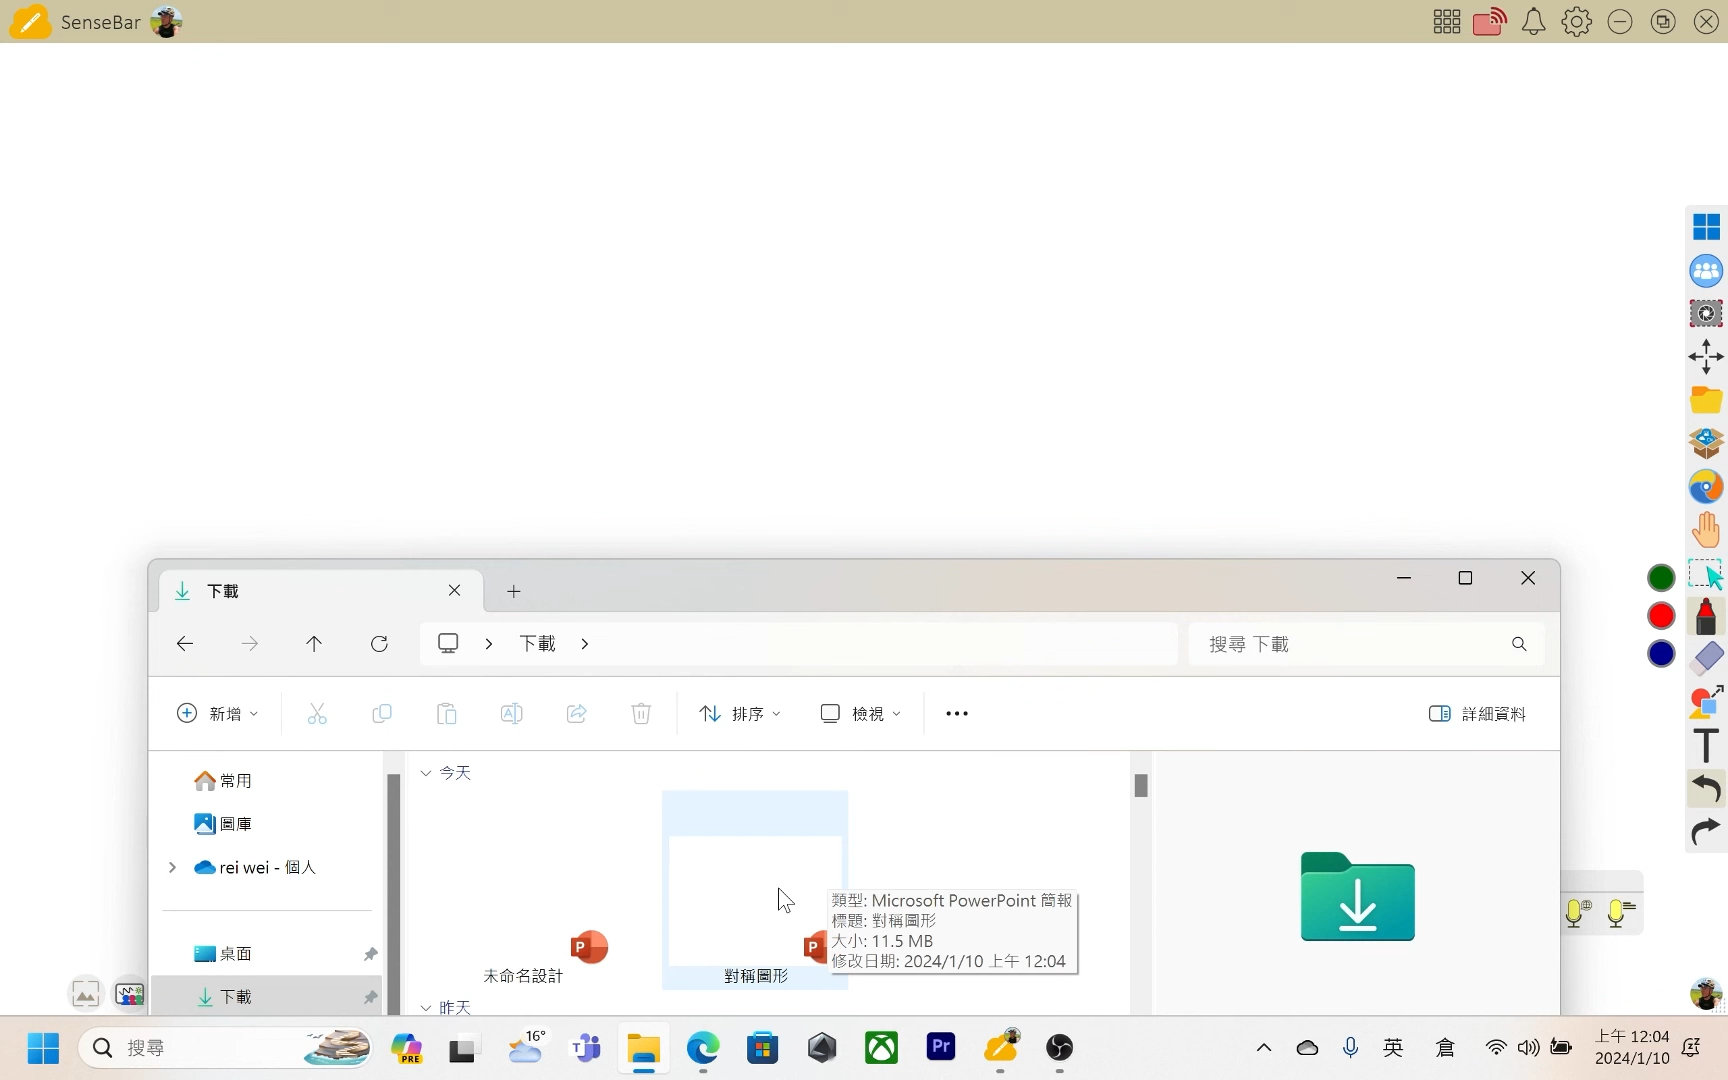 SenseBar
下載
下載
搜尋 下載
新增
排序
檢視
詳細資料
常用
圖庫
rei wei - 個人
桌面
下載
今天
未命名設計
對稱圖形
類型: Microsoft PowerPoint 簡報
標題: 對稱圖形
大小: 11.5 MB
修改日期: 2024/1/10 上午 12:04
昨天
搜尋
PRE
16°
Pr
英
倉
上午 12:04
2024/1/10